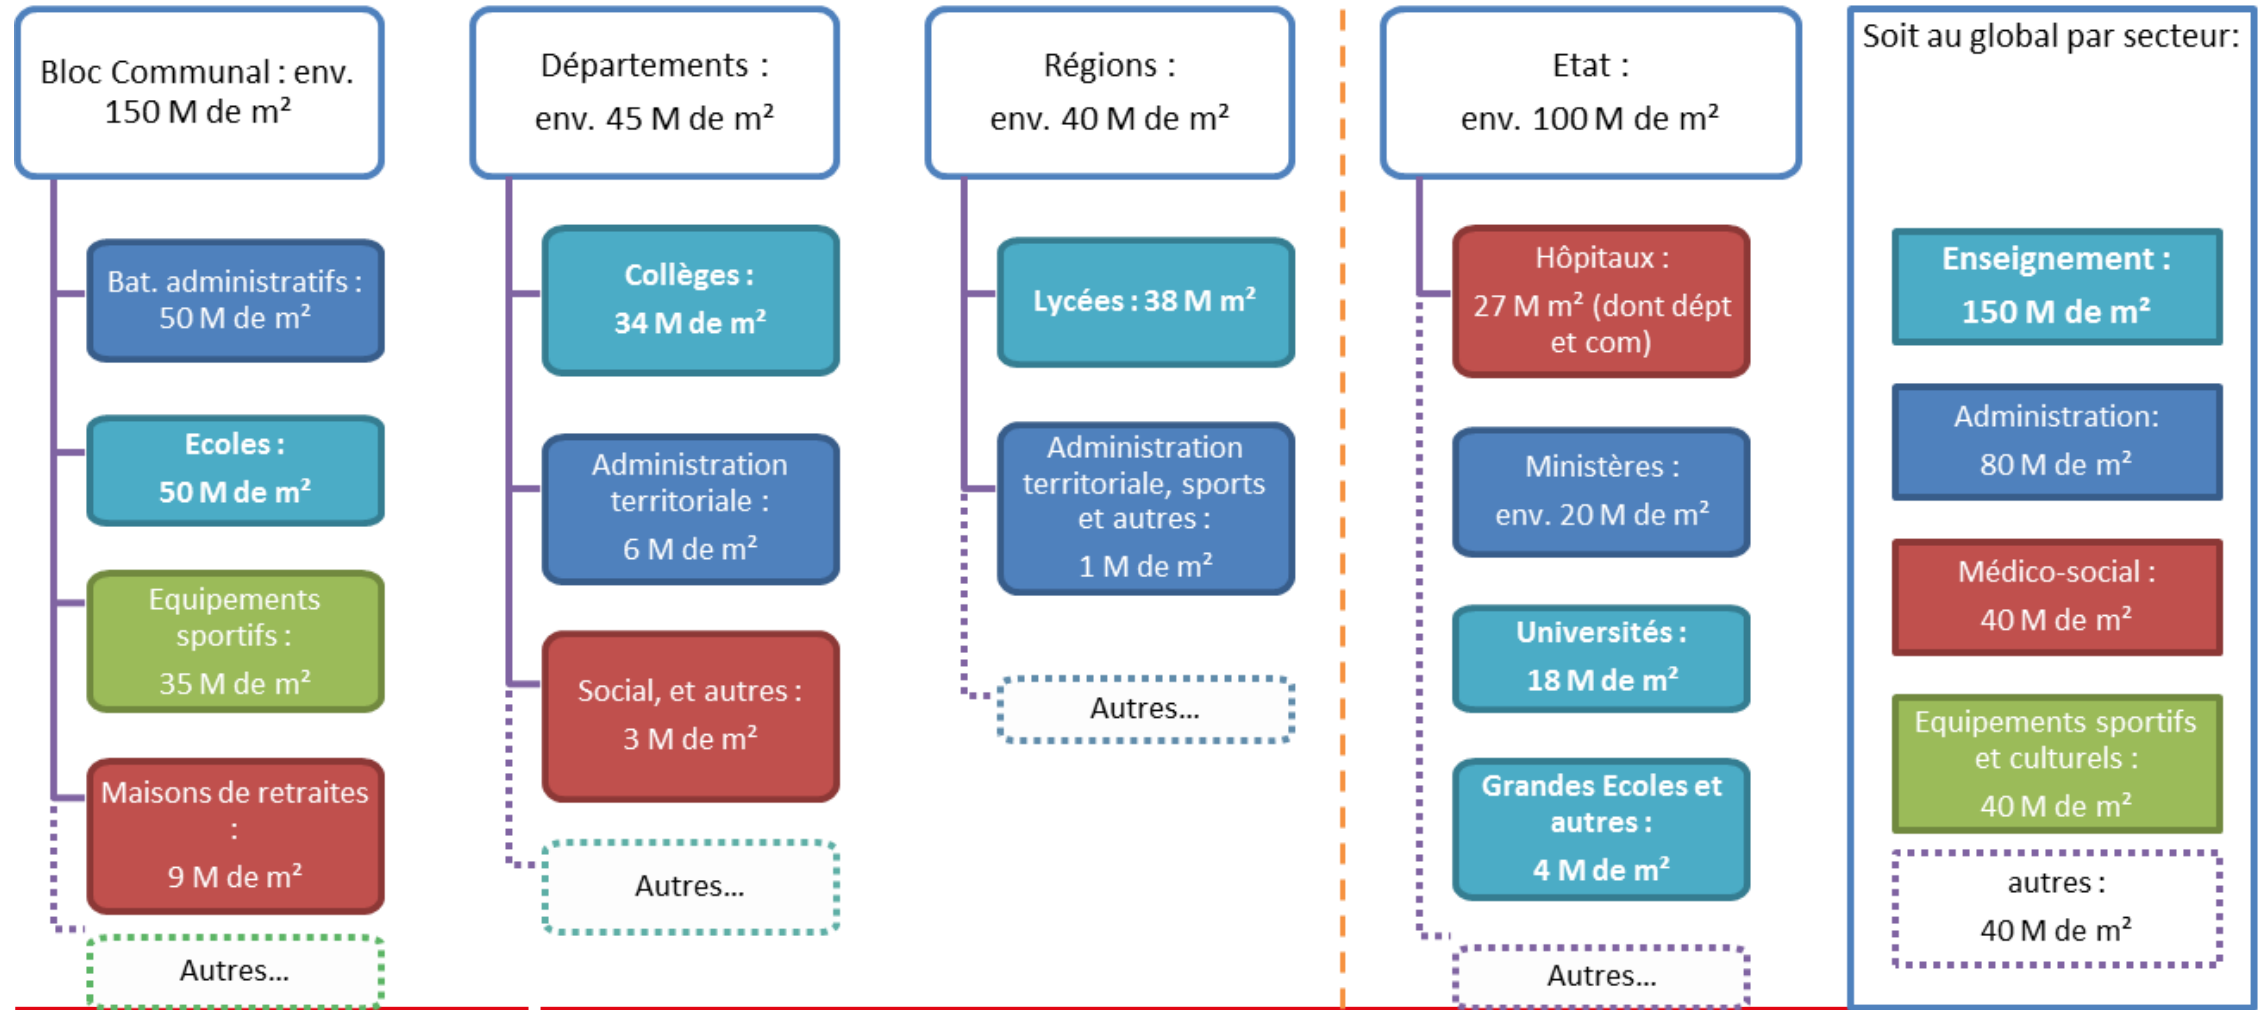 Bloc Communal : env.
150 M de m²
Bat. administratifs :
50 M de m²
Ecoles :
50 M de m²
Equipements
sportifs :
35 M de m²
Maisons de retraites
:
9 M de m²
Autres...
Départements :
env. 45 M de m²
Collèges :
34 M de m²
Administration
territoriale :
6 M de m²
Social, et autres :
3 M de m²
Autres...
Régions :
env. 40 M de m²
Lycées : 38 M m²
Administration
territoriale, sports
et autres :
1 M de m²
Autres...
Etat :
env. 100 M de m²
Hôpitaux :
27 M m² (dont dépt
et com)
Ministères :
env. 20 M de m²
Universités :
18 M de m²
Grandes Ecoles et
autres :
4 M de m²
Autres...
Soit au global par secteur:
Enseignement :
150 M de m²
Administration:
80 M de m²
Médico-social :
40 M de m²
Equipements sportifs
et culturels :
40 M de m²
autres :
40 M de m²